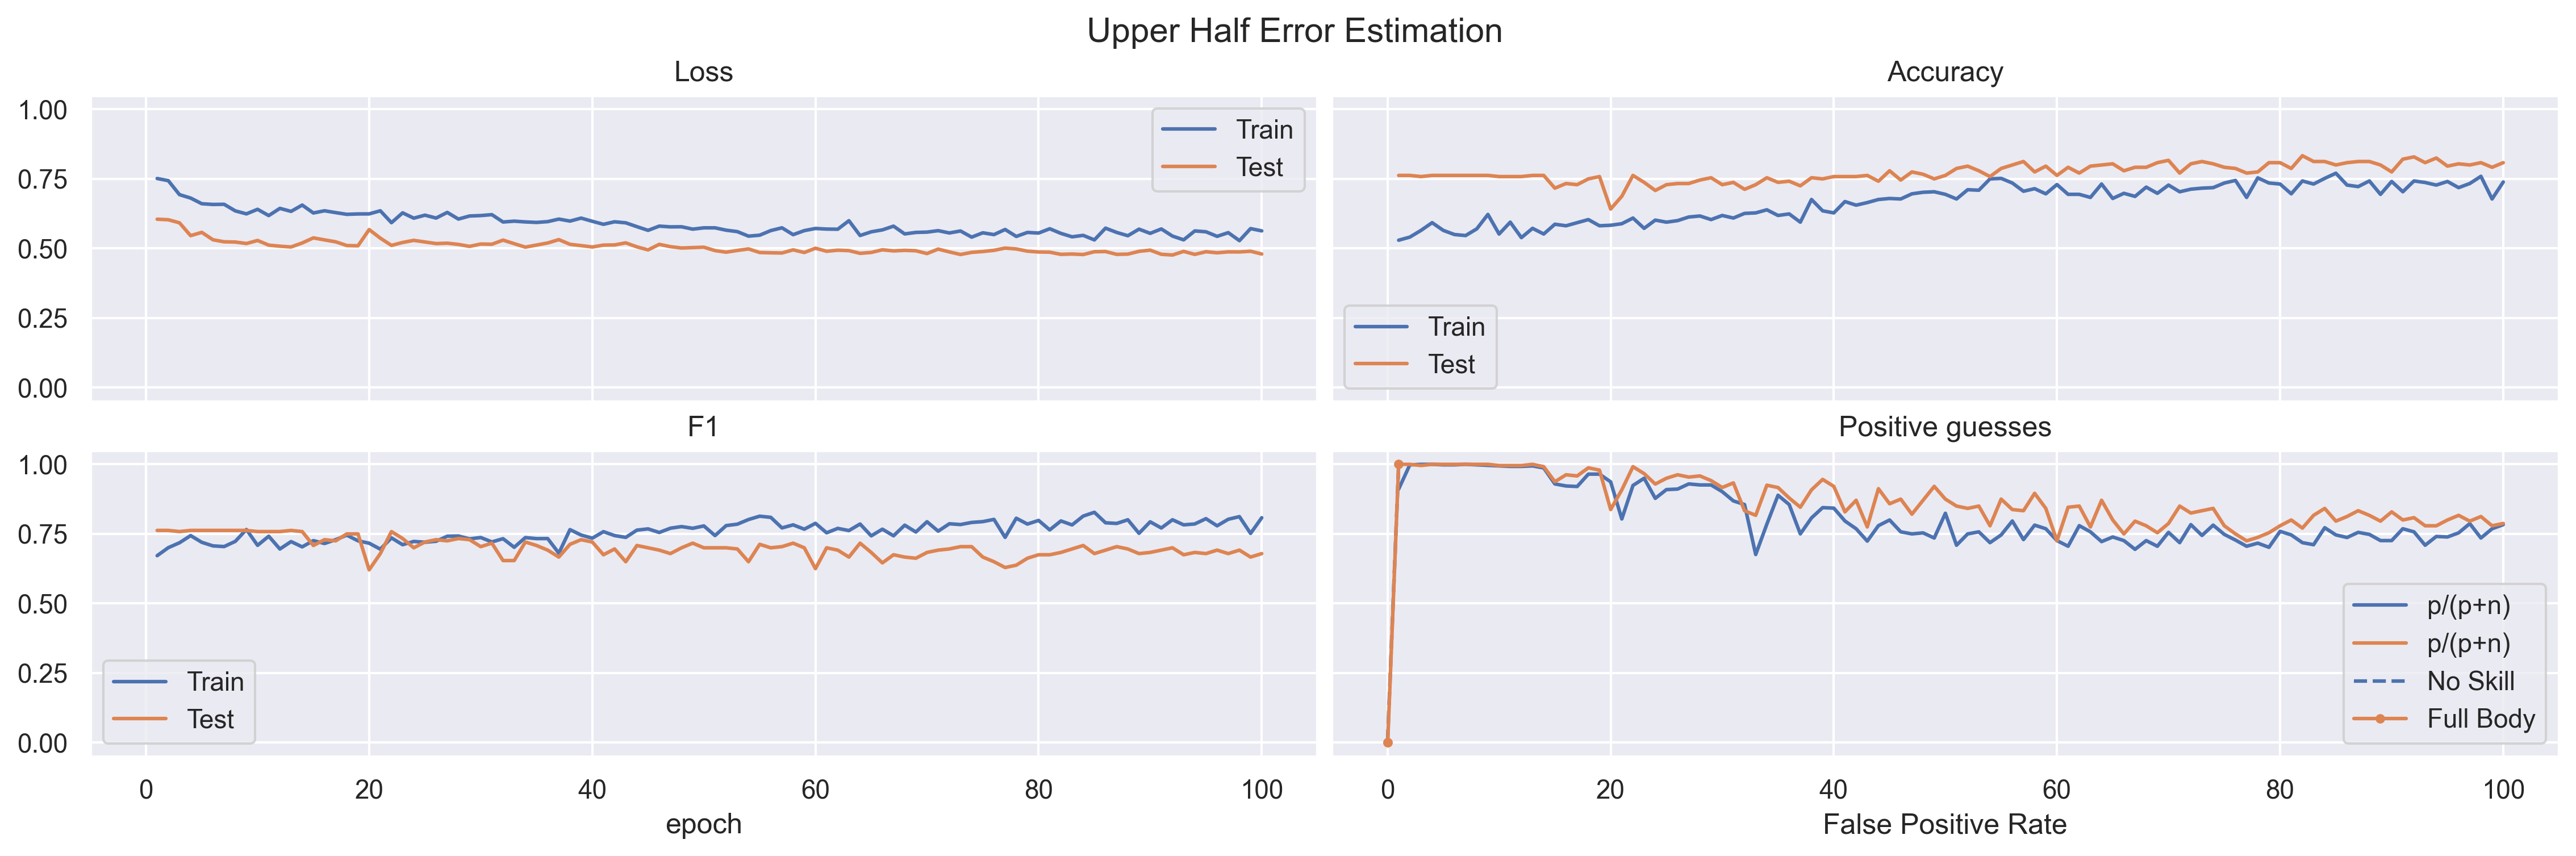 Upper Half Error Estimation
Loss
1.00
0.75
0.50
0.25
0.00
Train
Test
Accuracy
Train
Test
F1
1.00
0.75
0.50
0.25
0.00
Train
Test
0
20
40
60
80
100
epoch
Positive guesses
p/(p+n)
p/(p+n)
No Skill
Full Body
0
20
40
60
80
100
False Positive Rate